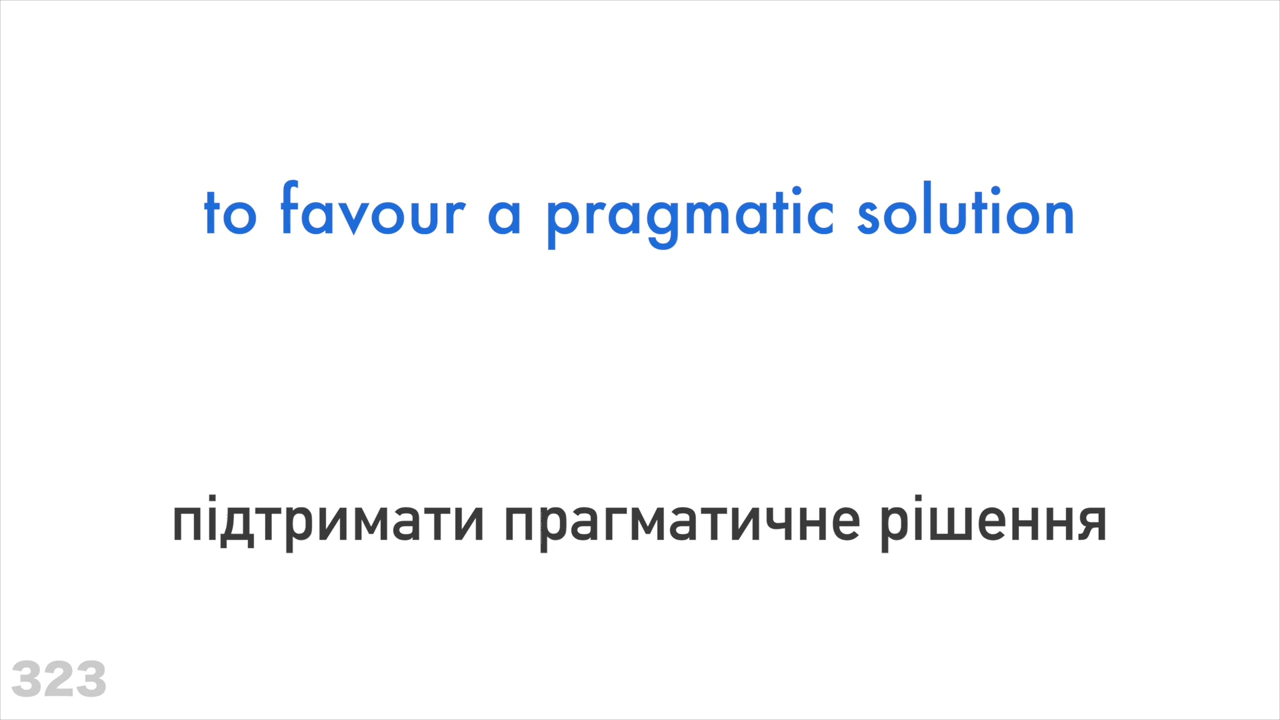 to favour a pragmatic solution
підтримати прагматичне рішення
323